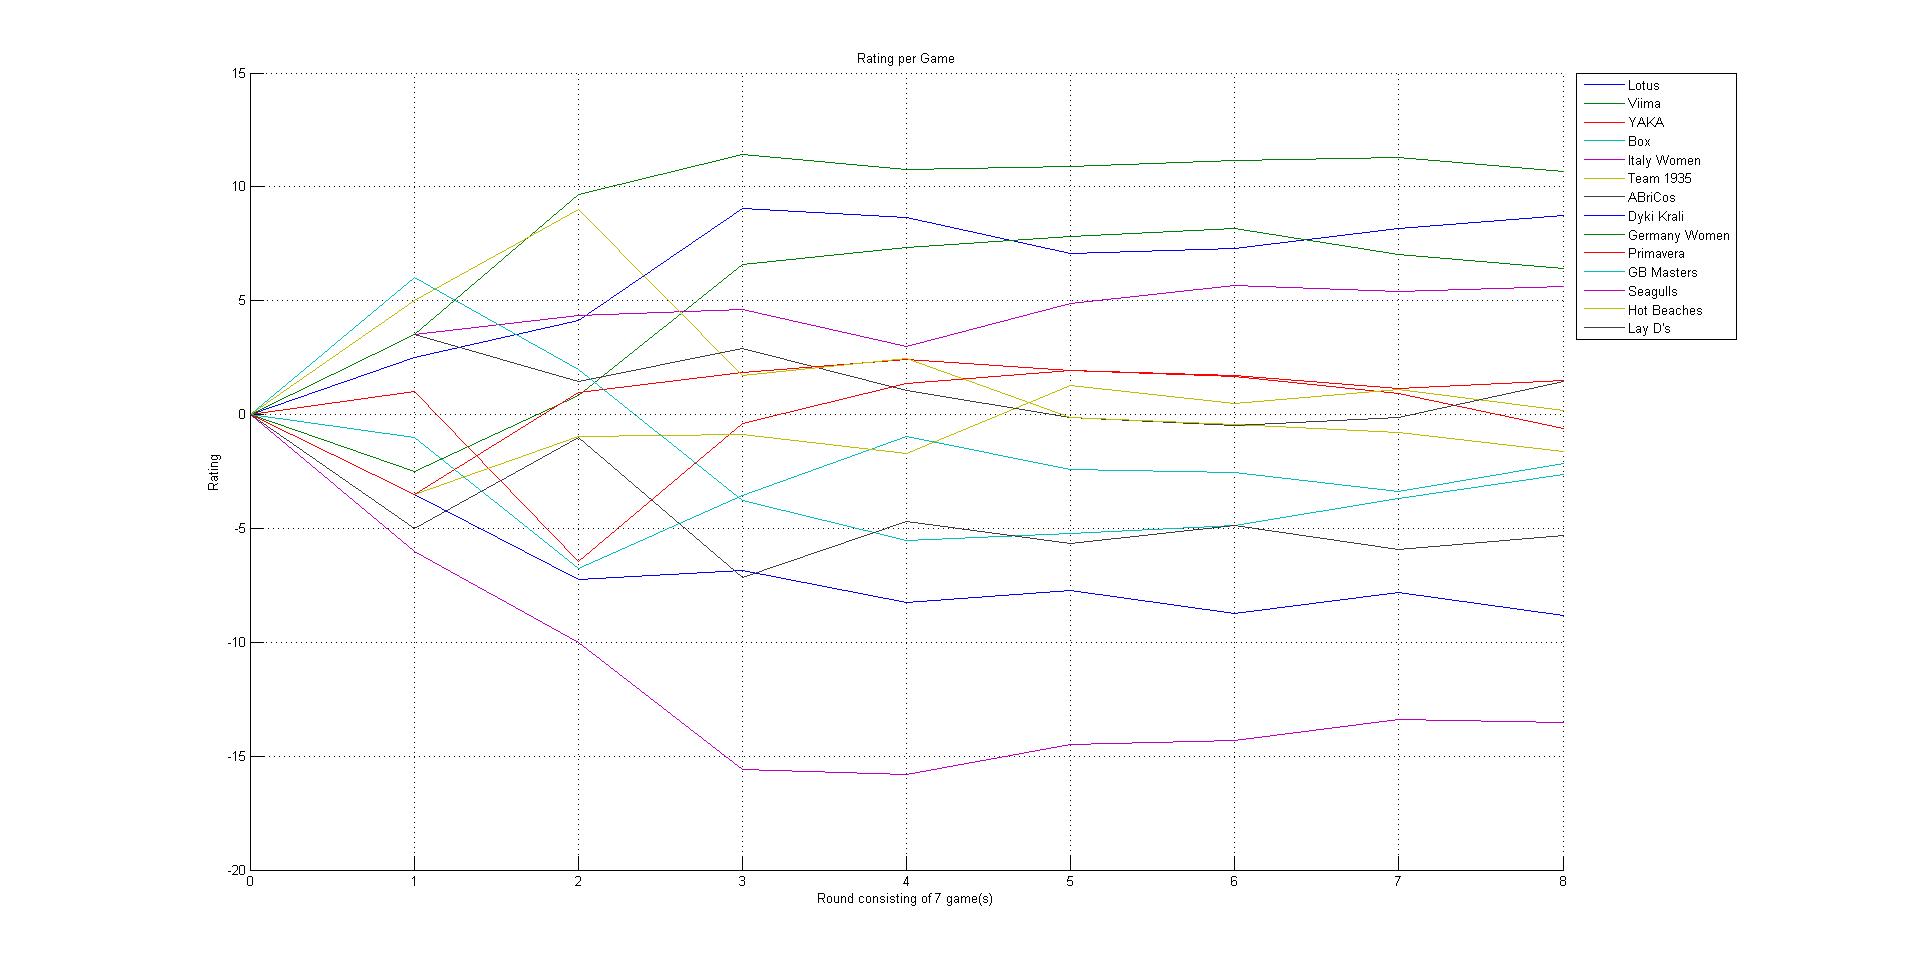 Rating per Game
15
10
5
0
-5
-10
-15
-20
Rating
0 1 2 3 4 5 6 7 8
Round consisting of 7 game(s)
Lotus
Viima
YAKA
Box
Italy Women
Team 1935
ABriCos
Dyki Krali
Germany Women
Primavera
GB Masters
Seagulls
Hot Beaches
Lay D's